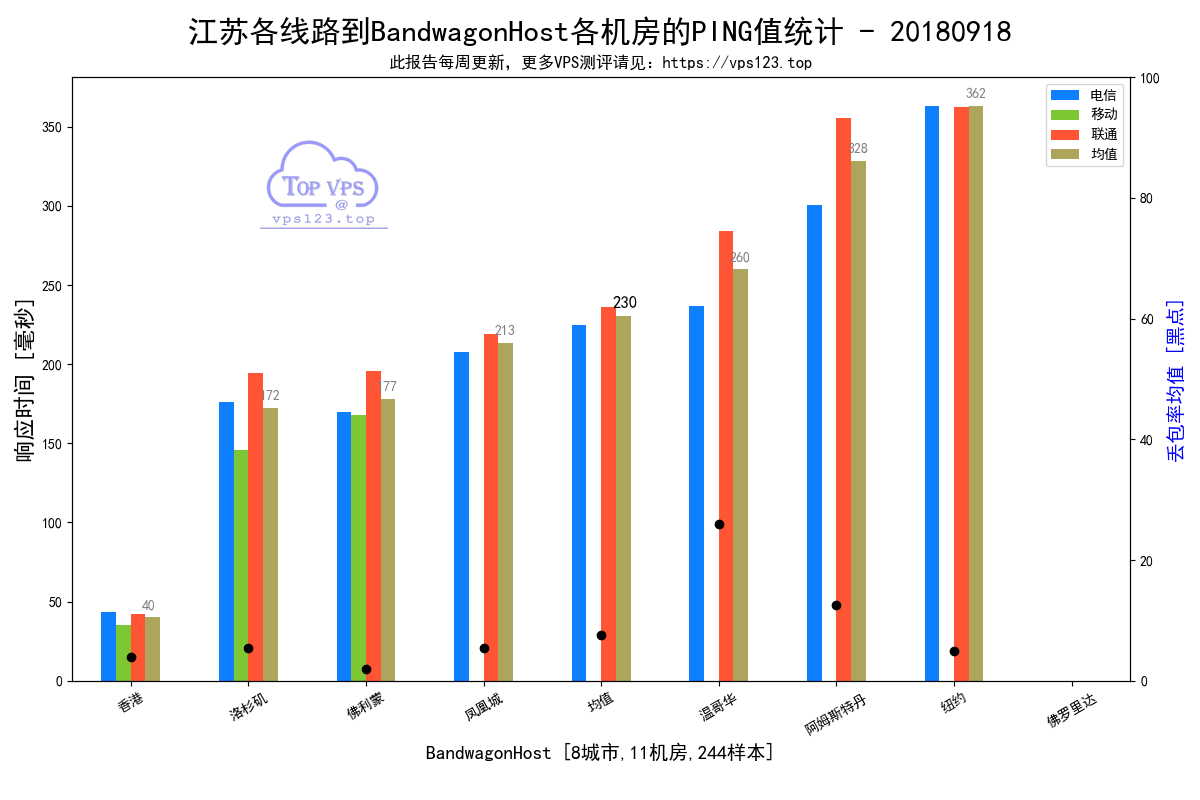 江苏各线路到BandwagonHost各机房的PING值统计 - 20180918
此报告每周更新，更多VPS测评请见：https://vps123.top
电信
移动
联通
均值
TOP VPS
@
vps123.top
响应时间 [毫秒]
350
300
250
200
150
100
50
0
100
80
60
40
20
0
丢包率均值 [黑点]
40
172
177
213
230
260
328
362
香港
洛杉矶
佛利蒙
凤凰城
均值
温哥华
阿姆斯特丹
纽约
佛罗里达
BandwagonHost [8城市,11机房,244样本]